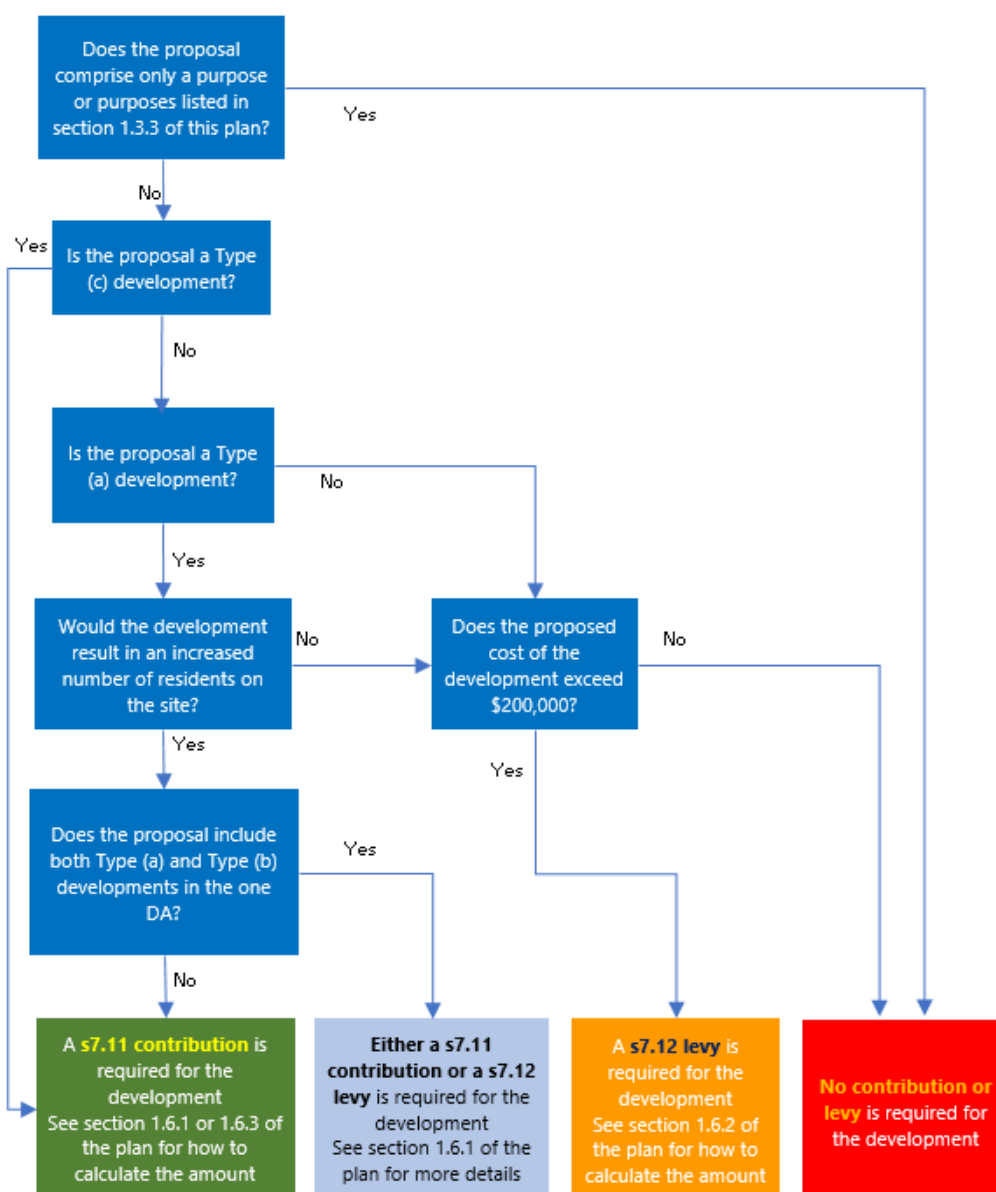 Does the proposal
comprise only a purpose
or purposes listed in
section 1.3.3 of this plan?
Yes
No
Yes
Is the proposal a Type
(c) development?
No
Is the proposal a Type
(a) development?
No
Yes
Would the development
result in an increased
number of residents on
the site?
No
Does the proposed
cost of the
development exceed
$200,000?
No
Yes
Yes
Does the proposal include
both Type (a) and Type (b)
developments in the one
DA?
Yes
No
A s7.11 contribution is
required for the
development
See section 1.6.1 or 1.6.3 of
the plan for how to
calculate the amount
Either a s7.11
contribution or a s7.12
levy is required for the
development
See section 1.6.1 of the
plan for more details
A s7.12 levy is
required for the
development
See section 1.6.2 of
the plan for how to
calculate the amount
No contribution or
levy is required for
the development